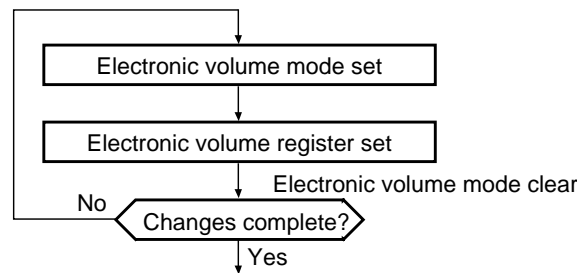 Electronic volume mode set
Electronic volume register set
Electronic volume mode clear
No
Changes complete?
Yes